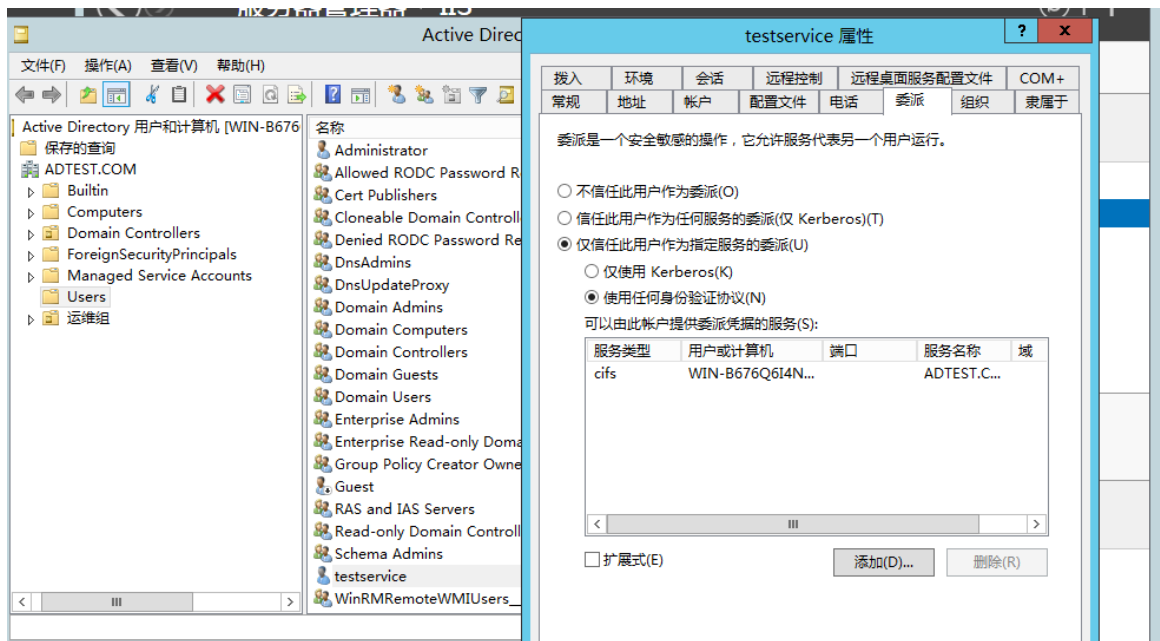 服务器管理器 · IIS
Active Direc
文件(F) 操作(A) 查看(V) 帮助(H)
Active Directory 用户和计算机 [WIN-B676
保存的查询
ADTEST.COM
Builtin
Computers
Domain Controllers
ForeignSecurityPrincipals
Managed Service Accounts
Users
运维组
名称
Administrator
Allowed RODC Password R
Cert Publishers
Cloneable Domain Controll
Denied RODC Password Re
DnsAdmins
DnsUpdateProxy
Domain Admins
Domain Computers
Domain Controllers
Domain Guests
Domain Users
Enterprise Admins
Enterprise Read-only Doma
Group Policy Creator Owne
Guest
RAS and IAS Servers
Read-only Domain Controll
Schema Admins
testservice
WinRMRemoteWMIUsers__
testservice 属性
? x
拨入 环境 会话 远程控制 远程桌面服务配置文件 COM+
常规 地址 帐户 配置文件 电话 委派 组织 隶属于
委派是一个安全敏感的操作，它允许服务代表另一个用户运行。
不信任此用户作为委派(O)
信任此用户作为任何服务的委派(仅 Kerberos)(T)
仅信任此用户作为指定服务的委派(U)
仅使用 Kerberos(K)
使用任何身份验证协议(N)
可以由此帐户提供委派凭据的服务(S):
服务类型 用户或计算机 端口 服务名称 域
cifs WIN-B676Q6I4N... ADTEST.C...
扩展式(E)
添加(D)... 删除(R)